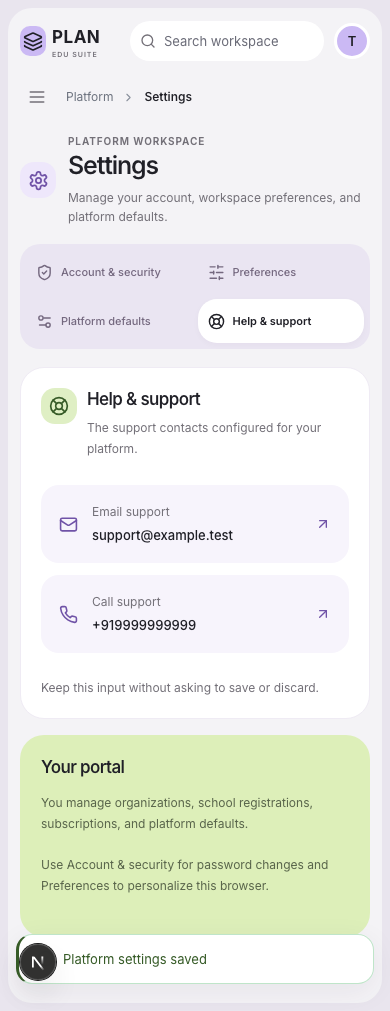 PLAN
EDU SUITE
Search workspace
T
Platform
Settings
PLATFORM WORKSPACE
Settings
Manage your account, workspace preferences, and
platform defaults.
Account & security
Preferences
Platform defaults
Help & support
Help & support
The support contacts configured for your
platform.
Email support
support@example.test
Call support
+919999999999
Keep this input without asking to save or discard.
Your portal
You manage organizations, school registrations,
subscriptions, and platform defaults.
Use Account & security for password changes and
Preferences to personalize this browser.
N
Platform settings saved